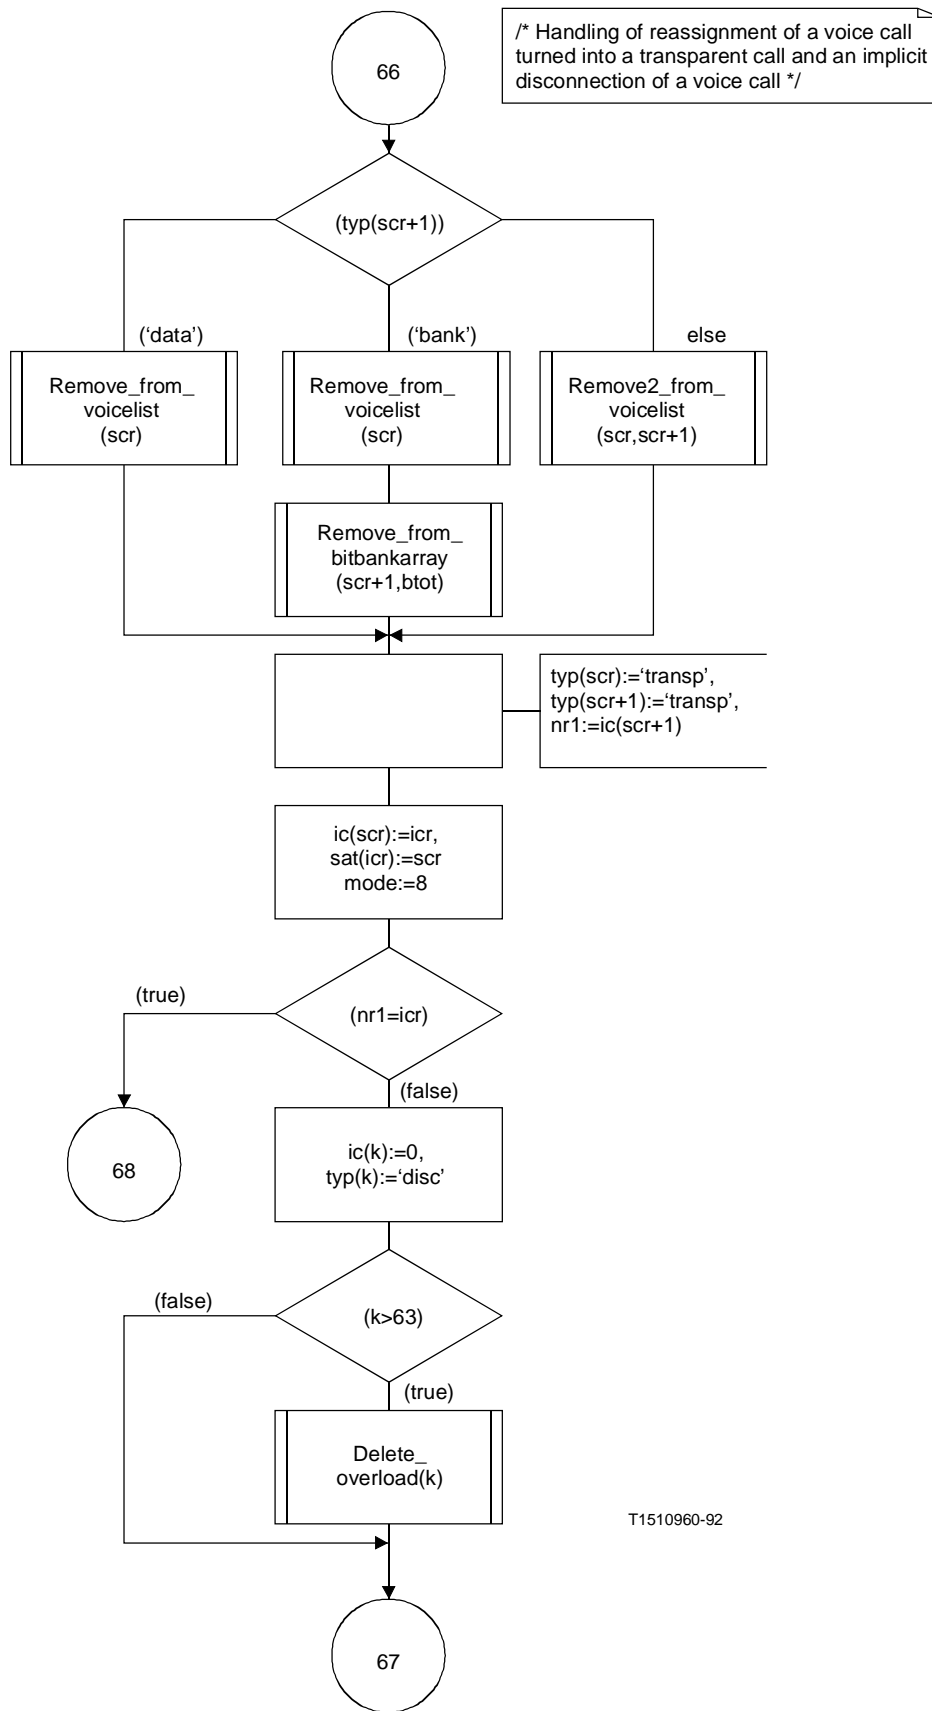 66
/* Handling of reassignment of a voice call
turned into a transparent call and an implicit
disconnection of a voice call */
(typ(scr+1))
(‘data’)
(‘bank’)
else
Remove_from_
voicelist
(scr)
Remove_from_
voicelist
(scr)
Remove2_from_
voicelist
(scr,scr+1)
Remove_from_
bitbankarray
(scr+1,btot)
typ(scr):=‘transp’,
typ(scr+1):=‘transp’,
nr1:=ic(scr+1)
ic(scr):=icr,
sat(icr):=scr
mode:=8
(true)
(nr1=icr)
(false)
68
ic(k):=0,
typ(k):=‘disc’
(false)
(k>63)
(true)
Delete_
overload(k)
T1510960-92
67